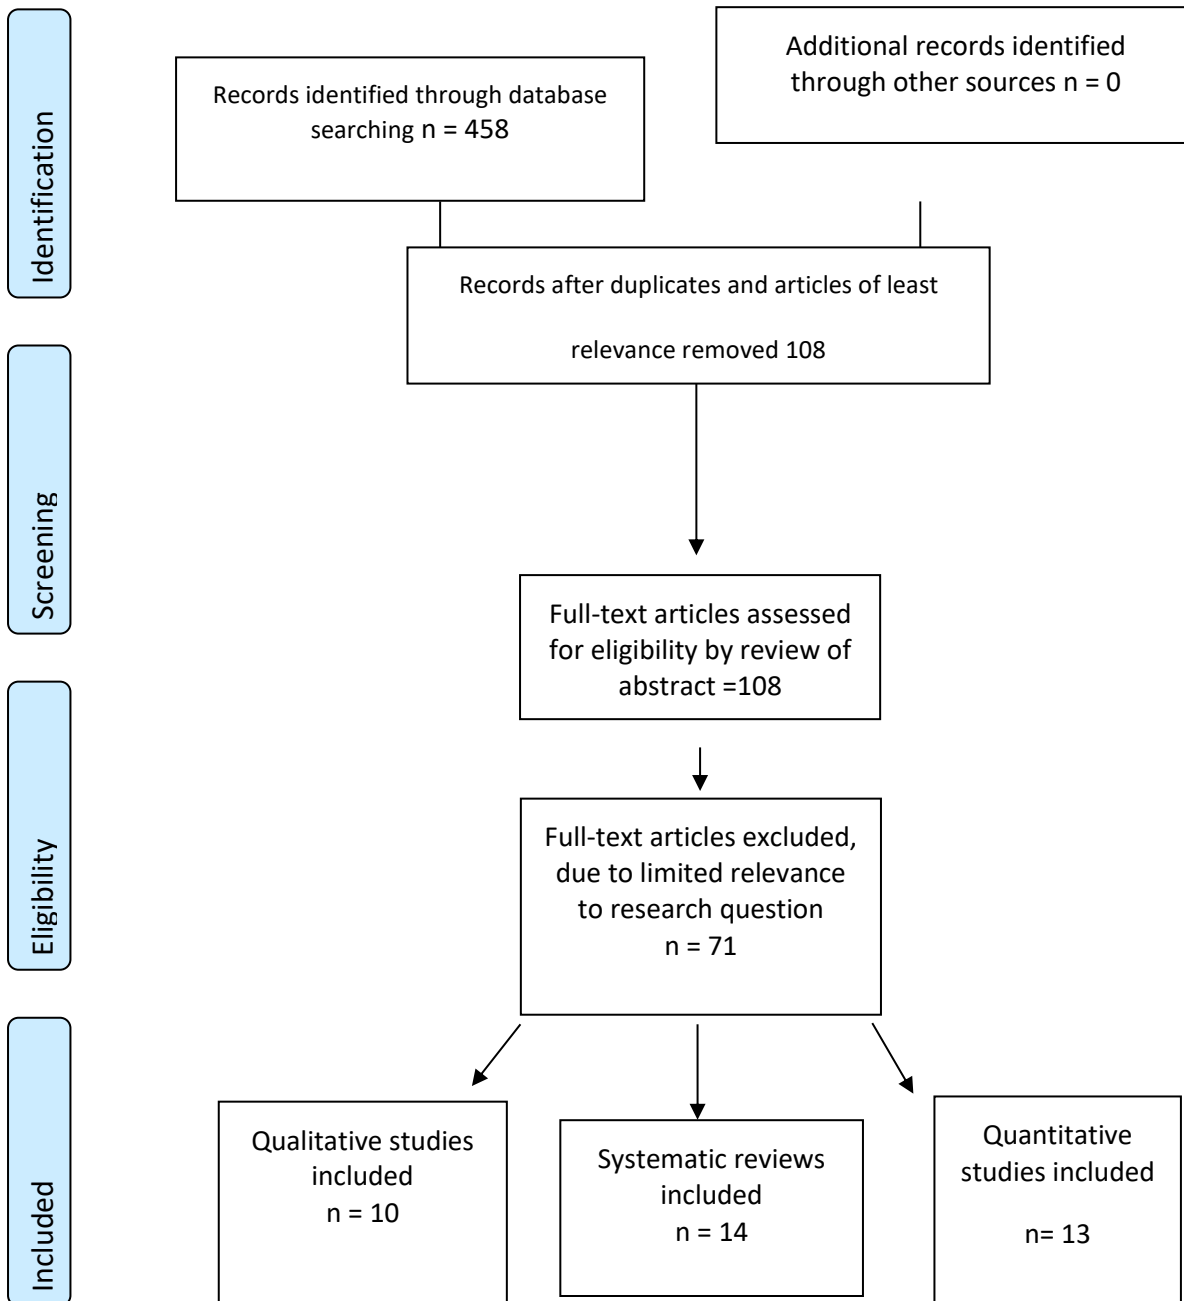 Identification
Records identified through database
searching n = 458
Additional records identified
through other sources n = 0
Records after duplicates and articles of least
relevance removed 108
Screening
Full-text articles assessed
for eligibility by review of
abstract =108
Eligibility
Full-text articles excluded,
due to limited relevance
to research question
n = 71
Included
Qualitative studies
included
n = 10
Systematic reviews
included
n = 14
Quantitative
studies included
n= 13